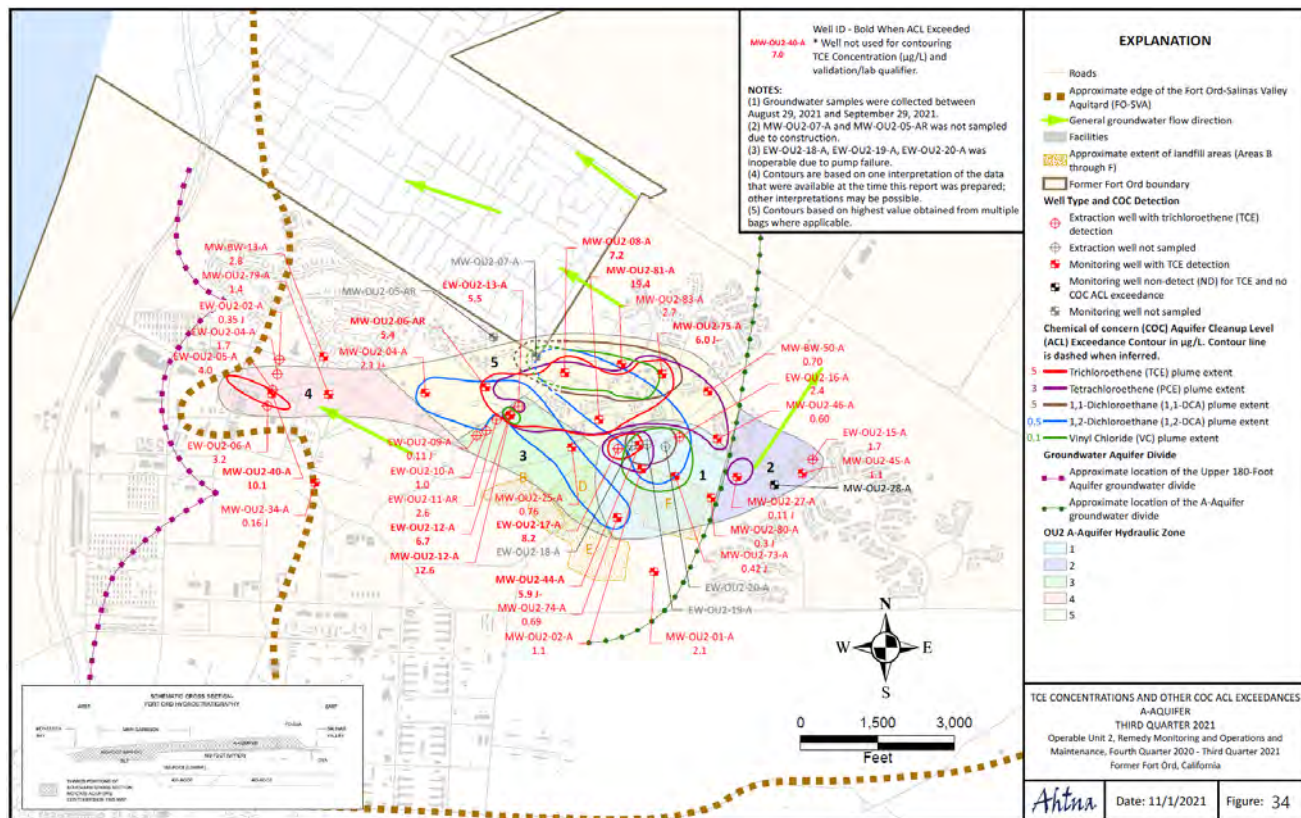 MW-OU2-40-A
7.0
Well ID - Bold When ACL Exceeded
* Well not used for contouring
TCE Concentration (µg/L) and
validation/lab qualifier.
NOTES:
(1) Groundwater samples were collected between
August 29, 2021 and September 29, 2021.
(2) MW-OU2-07-A and MW-OU2-05-AR was not sampled
due to construction.
(3) EW-OU2-18-A, EW-OU2-19-A, EW-OU2-20-A was
inoperable due to pump failure.
(4) Contours are based on one interpretation of the data
that were available at the time this report was prepared;
other interpretations may be possible.
(5) Contours based on highest value obtained from multiple
bags where applicable.
MW-BW-13-A
2.8
MW-OU2-79-A
1.4
EW-OU2-02-A
0.35 J
EW-OU2-04-A
1.7
EW-OU2-05-A
4.0
MW-OU2-05-AR
MW-OU2-06-AR
5.4
MW-OU2-04-A
2.3 J+
MW-OU2-07-A
EW-OU2-13-A
5.5
MW-OU2-08-A
7.2
MW-OU2-81-A
19.4
MW-OU2-83-A
2.7
MW-OU2-75-A
6.0 J-
MW-BW-50-A
0.70
EW-OU2-16-A
2.4
MW-OU2-46-A
0.60
EW-OU2-15-A
1.7
MW-OU2-45-A
1.1
MW-OU2-28-A
MW-OU2-27-A
0.11 J
MW-OU2-80-A
0.3 J
MW-OU2-73-A
0.42 J
EW-OU2-20-A
EW-OU2-19-A
MW-OU2-01-A
2.1
EW-OU2-06-A
3.2
MW-OU2-40-A
10.1
MW-OU2-34-A
0.16 J
EW-OU2-09-A
0.11 J
EW-OU2-10-A
1.0
EW-OU2-11-AR
2.6
EW-OU2-12-A
6.7
MW-OU2-12-A
12.6
MW-OU2-25-A
0.76
EW-OU2-17-A
8.2
EW-OU2-18-A
MW-OU2-44-A
5.9 J-
MW-OU2-74-A
0.69
MW-OU2-02-A
1.1
4
5
3
1
2
B
C
D
E
F
N
W
E
S
0
1,500
3,000
Feet
SCHEMATIC CROSS SECTION-
FORT ORD HYDROSTRATIGRAPHY
WEST
EAST
EXPLANATION
Roads
Approximate edge of the Fort Ord-Salinas Valley
Aquitard (FO-SVA)
General groundwater flow direction
Facilities
Approximate extent of landfill areas (Areas B
through F)
Former Fort Ord boundary
Well Type and COC Detection
Extraction well with trichloroethene (TCE)
detection
Extraction well not sampled
Monitoring well with TCE detection
Monitoring well non-detect (ND) for TCE and no
COC ACL exceedance
Monitoring well not sampled
Chemical of concern (COC) Aquifer Cleanup Level
(ACL) Exceedance Contour in µg/L. Contour line
is dashed when inferred.
5 Trichloroethene (TCE) plume extent
3 Tetrachloroethene (PCE) plume extent
5 1,1-Dichloroethane (1,1-DCA) plume extent
0.5 1,2-Dichloroethane (1,2-DCA) plume extent
0.1 Vinyl Chloride (VC) plume extent
Groundwater Aquifer Divide
Approximate location of the Upper 180-Foot
Aquifer groundwater divide
Approximate location of the A-Aquifer
groundwater divide
OU2 A-Aquifer Hydraulic Zone
1
2
3
4
5
TCE CONCENTRATIONS AND OTHER COC ACL EXCEEDANCES
A-AQUIFER
THIRD QUARTER 2021
Operable Unit 2, Remedy Monitoring and Operations and
Maintenance, Fourth Quarter 2020 - Third Quarter 2021
Former Fort Ord, California
Ahtna
Date: 11/1/2021
Figure: 34